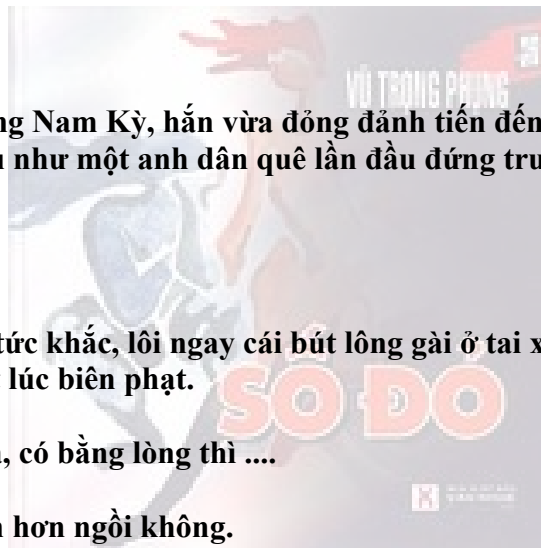 VŨ TRỌNG PHỤNG
ng Nam Kỳ, hắn vừa đỏng đảnh tiến đến
như một anh dân quê lần đầu đứng trư
tức khắc, lôi ngay cái bút lông gài ở tai x
lúc biên phạt.
SỐ ĐỎ
, có bằng lòng thì ....
hơn ngồi không.